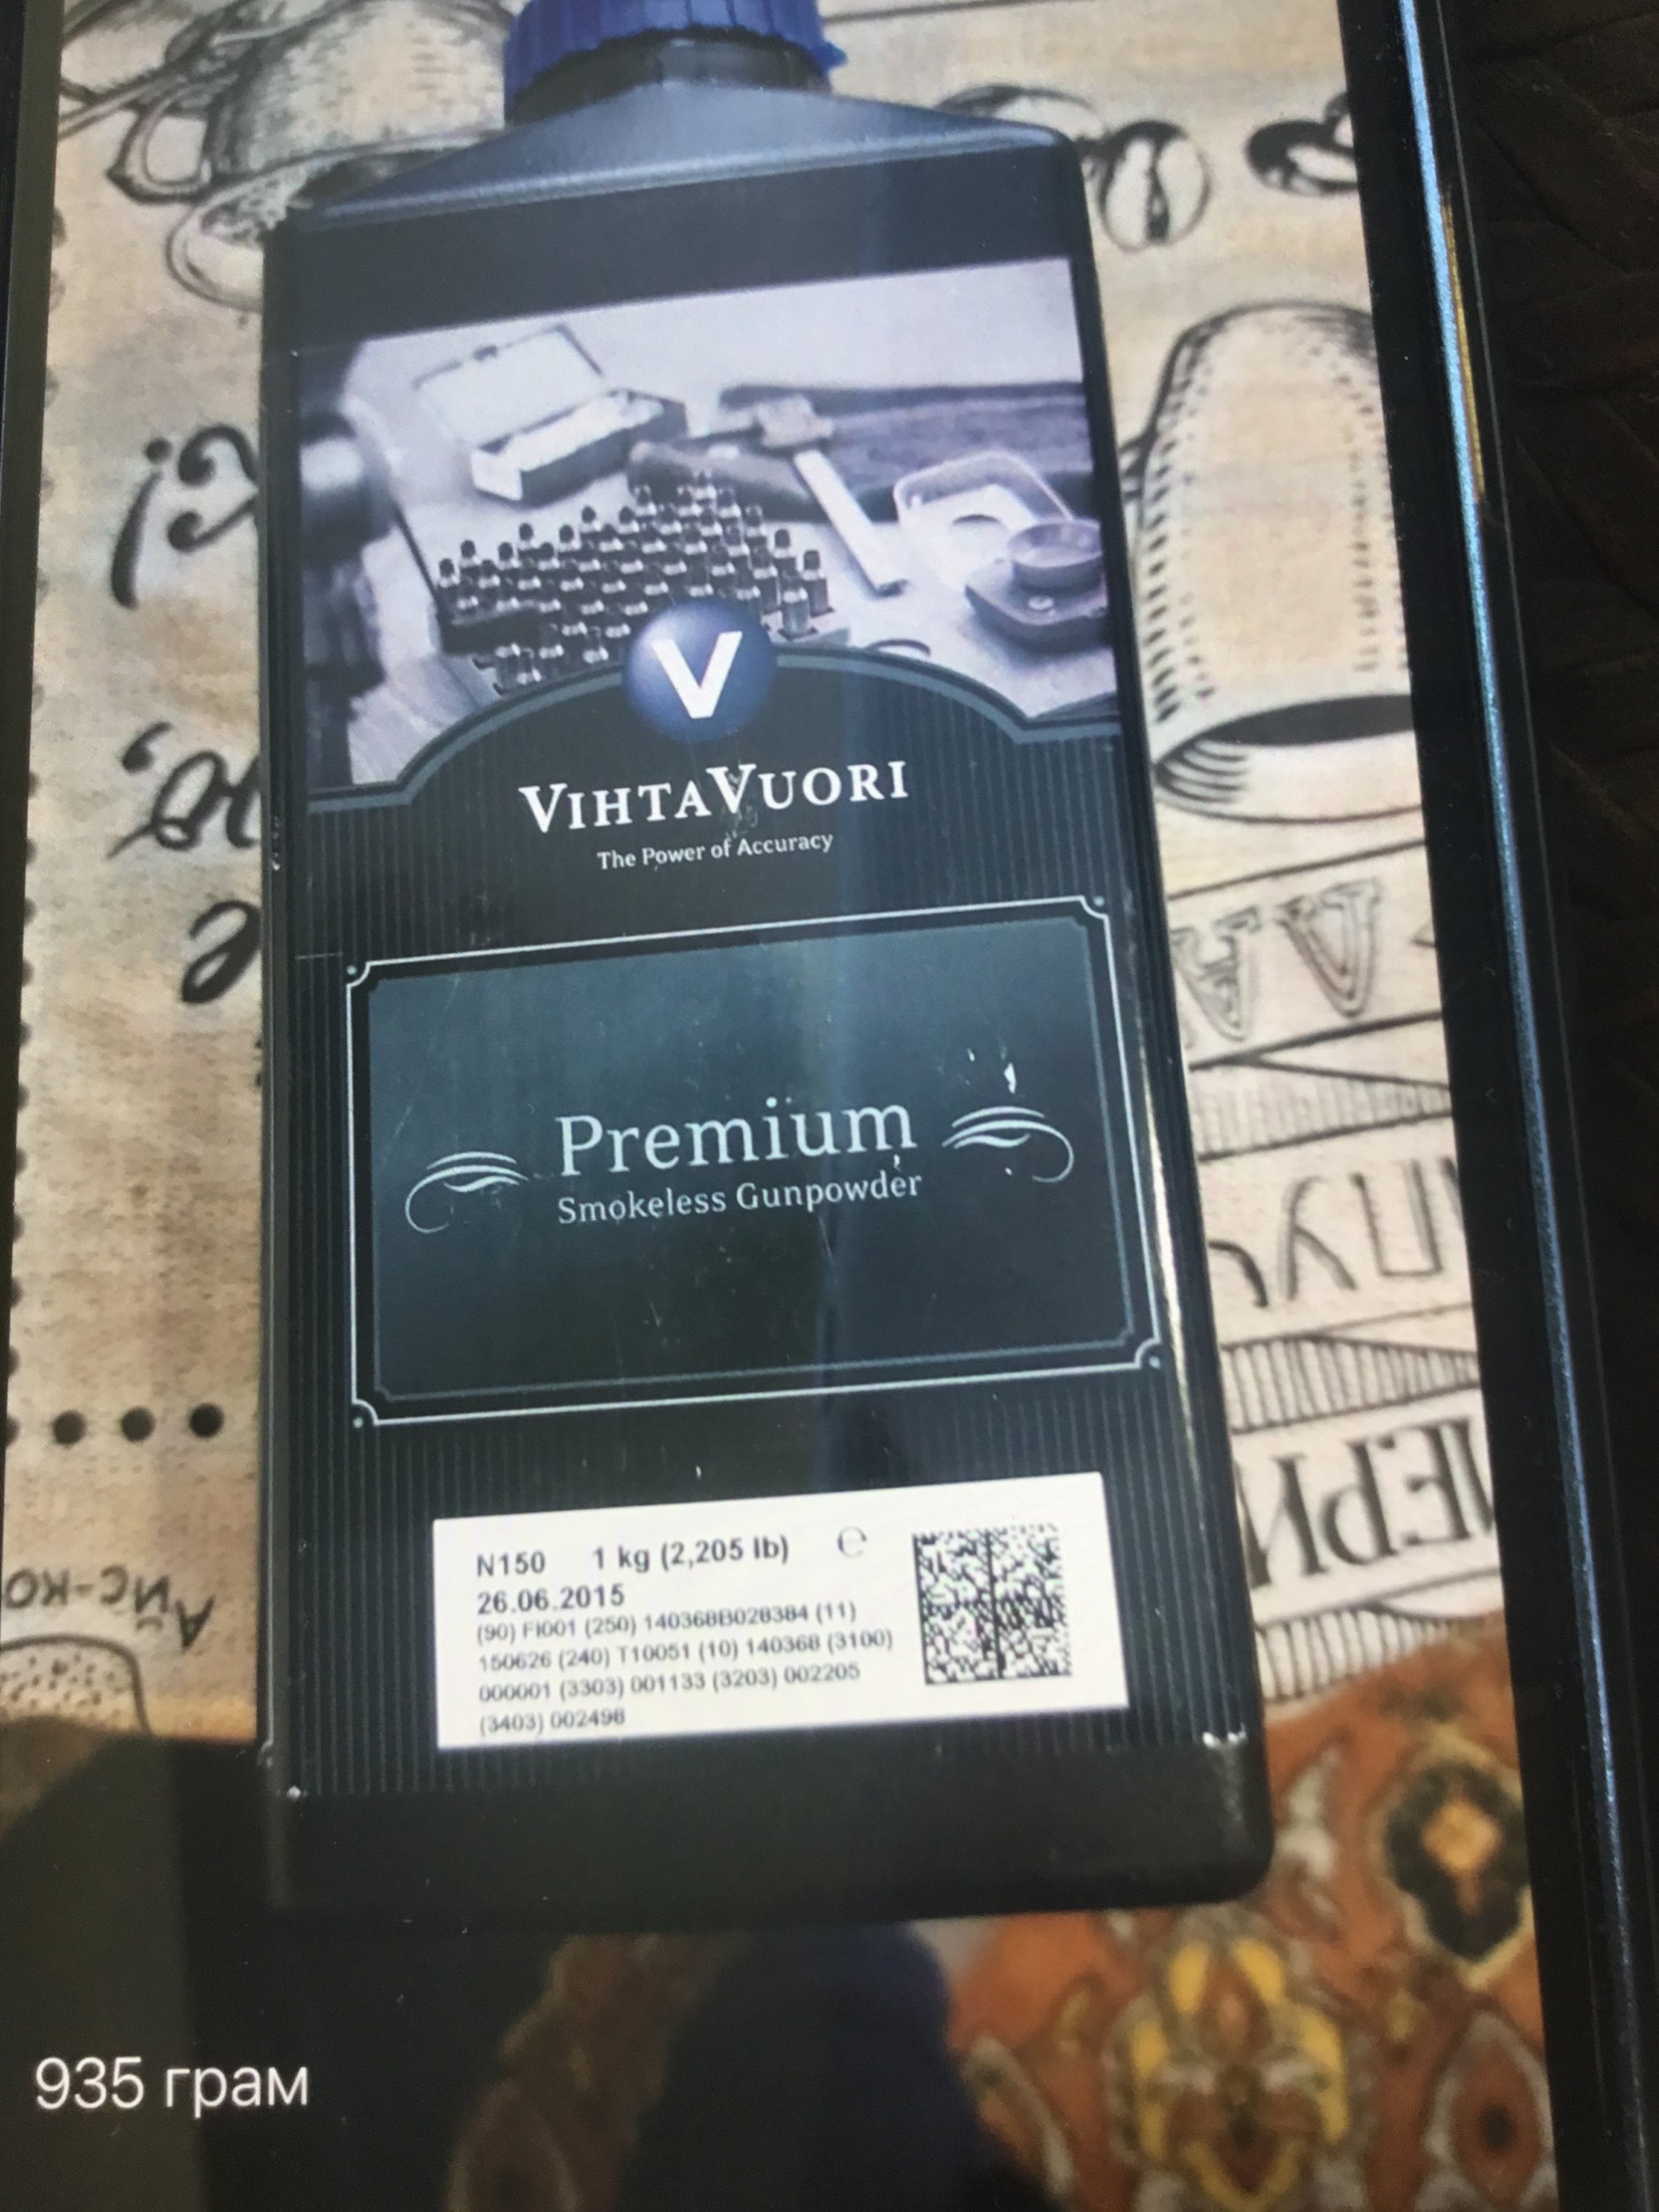 V
VIHTAVUORI
The Power of Accuracy
Premium
Smokeless Gunpowder
N150 1 kg (2,205 lb) ℮
26.06.2015
(90) FI001 (250) 140368B028384 (11)
150626 (240) T10051 (10) 140368 (3100)
000001 (3303) 001133 (3203) 002205
(3403) 002498
935 грам